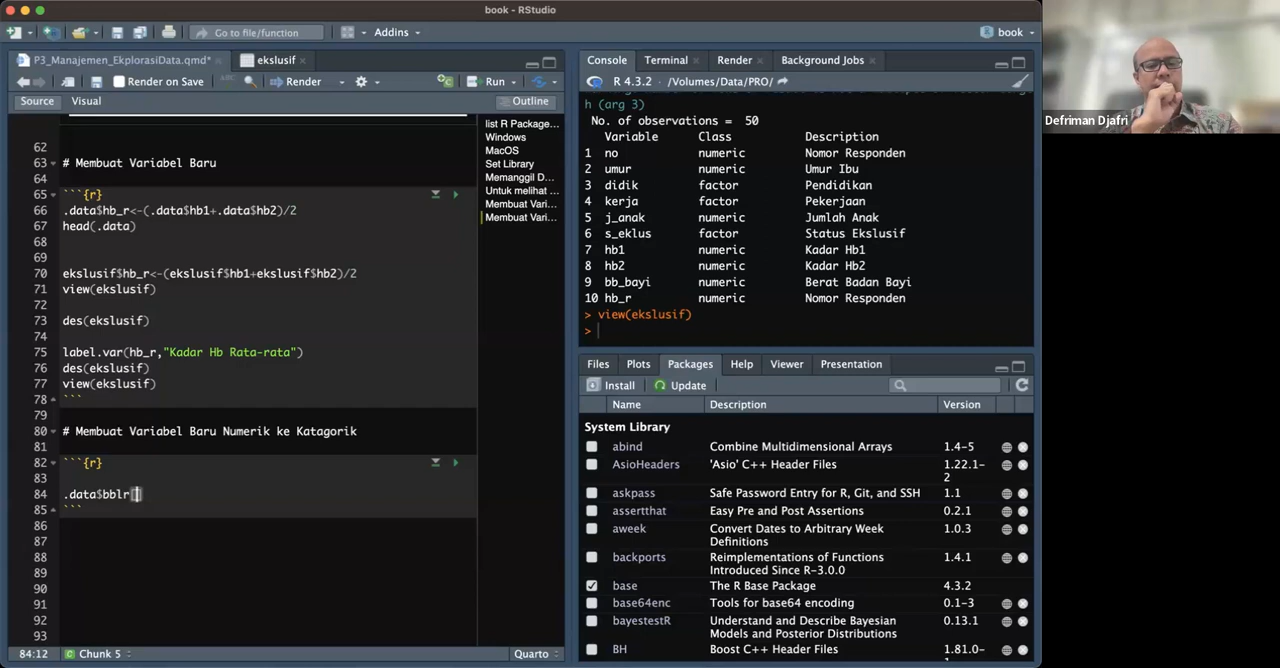 book - RStudio
Go to file/function
Addins
book
P3_Manajemen_EkplorasiData.qmd*
ekslusif
Render on Save
Render
Run
Source
Visual
Outline
62
63 # Membuat Variabel Baru
64
65 ```{r}
66 .data$hb_r<-(.data$hb1+.data$hb2)/2
67 head(.data)
68
69
70 ekslusif$hb_r<-(ekslusif$hb1+ekslusif$hb2)/2
71 view(ekslusif)
72
73 des(ekslusif)
74
75 label.var(hb_r,"Kadar Hb Rata-rata")
76 des(ekslusif)
77 view(ekslusif)
78 ```
79
80 # Membuat Variabel Baru Numerik ke Katagorik
81
82 ```{r}
83
84 .data$bblr[]
85 ```
86
87
88
89
90
91
92
93
84:12
Chunk 5
Quarto
list R Package...
Windows
MacOS
Set Library
Memanggil D...
Untuk melihat ...
Membuat Vari...
Membuat Vari...
Console
Terminal
Render
Background Jobs
R 4.3.2 · /Volumes/Data/PRO/
h (arg 3)
No. of observations = 50
Variable Class Description
1 no numeric Nomor Responden
2 umur numeric Umur Ibu
3 didik factor Pendidikan
4 kerja factor Pekerjaan
5 j_anak numeric Jumlah Anak
6 s_eklus factor Status Ekslusif
7 hb1 numeric Kadar Hb1
8 hb2 numeric Kadar Hb2
9 bb_bayi numeric Berat Badan Bayi
10 hb_r numeric Nomor Responden
> view(ekslusif)
>
Files
Plots
Packages
Help
Viewer
Presentation
Install
Update
Name Description Version
System Library
abind Combine Multidimensional Arrays 1.4-5
AsioHeaders 'Asio' C++ Header Files 1.22.1-
2
askpass Safe Password Entry for R, Git, and SSH 1.1
assertthat Easy Pre and Post Assertions 0.2.1
aweek Convert Dates to Arbitrary Week 1.0.3
Definitions
backports Reimplementations of Functions 1.4.1
Introduced Since R-3.0.0
base The R Base Package 4.3.2
base64enc Tools for base64 encoding 0.1-3
bayestestR Understand and Describe Bayesian 0.13.1
Models and Posterior Distributions
BH Boost C++ Header Files 1.81.0-
Defriman Djafri